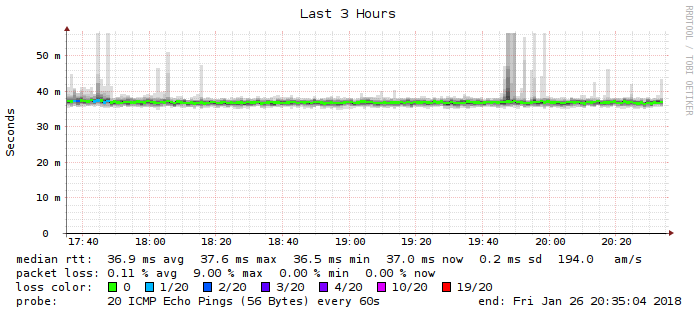 Last 3 Hours
RRDTOOL / TOBI OETIKER
Seconds
50 m
40 m
30 m
20 m
10 m
0
17:40 18:00 18:20 18:40 19:00 19:20 19:40 20:00 20:20
median rtt: 36.9 ms avg 37.6 ms max 36.5 ms min 37.0 ms now 0.2 ms sd 194.0 am/s
packet loss: 0.11 % avg 9.00 % max 0.00 % min 0.00 % now
loss color: 0 1/20 2/20 3/20 4/20 10/20 19/20
probe: 20 ICMP Echo Pings (56 Bytes) every 60s end: Fri Jan 26 20:35:04 2018